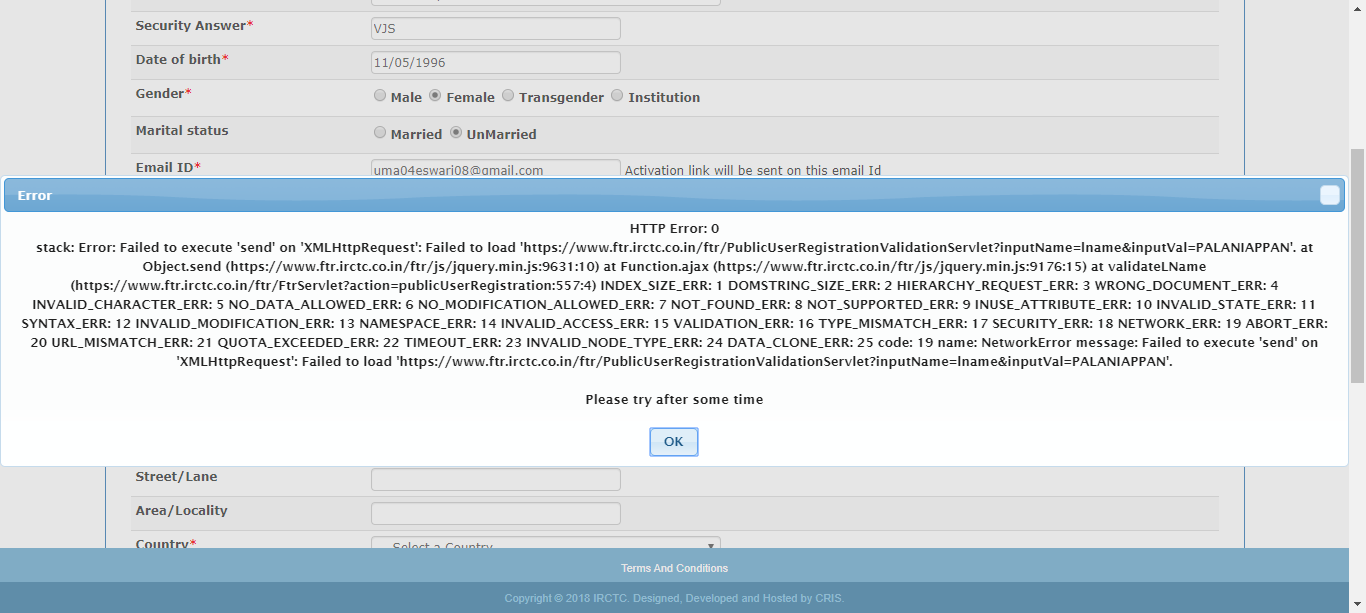 Security Answer*
VJS
Date of birth*
11/05/1996
Gender*
Male Female Transgender Institution
Marital status
Married UnMarried
Email ID*
uma04eswari08@gmail.com Activation link will be sent on this email Id
Error
HTTP Error: 0
stack: Error: Failed to execute 'send' on 'XMLHttpRequest': Failed to load 'https://www.ftr.irctc.co.in/ftr/PublicUserRegistrationValidationServlet?inputName=lname&inputVal=PALANIAPPAN'. at
Object.send (https://www.ftr.irctc.co.in/ftr/js/jquery.min.js:9631:10) at Function.ajax (https://www.ftr.irctc.co.in/ftr/js/jquery.min.js:9176:15) at validateLName
(https://www.ftr.irctc.co.in/ftr/FtrServlet?action=publicUserRegistration:557:4) INDEX_SIZE_ERR: 1 DOMSTRING_SIZE_ERR: 2 HIERARCHY_REQUEST_ERR: 3 WRONG_DOCUMENT_ERR: 4
INVALID_CHARACTER_ERR: 5 NO_DATA_ALLOWED_ERR: 6 NO_MODIFICATION_ALLOWED_ERR: 7 NOT_FOUND_ERR: 8 NOT_SUPPORTED_ERR: 9 INUSE_ATTRIBUTE_ERR: 10 INVALID_STATE_ERR: 11
SYNTAX_ERR: 12 INVALID_MODIFICATION_ERR: 13 NAMESPACE_ERR: 14 INVALID_ACCESS_ERR: 15 VALIDATION_ERR: 16 TYPE_MISMATCH_ERR: 17 SECURITY_ERR: 18 NETWORK_ERR: 19 ABORT_ERR:
20 URL_MISMATCH_ERR: 21 QUOTA_EXCEEDED_ERR: 22 TIMEOUT_ERR: 23 INVALID_NODE_TYPE_ERR: 24 DATA_CLONE_ERR: 25 code: 19 name: NetworkError message: Failed to execute 'send' on
'XMLHttpRequest': Failed to load 'https://www.ftr.irctc.co.in/ftr/PublicUserRegistrationValidationServlet?inputName=lname&inputVal=PALANIAPPAN'.
Please try after some time
OK
Street/Lane
Area/Locality
Country*
Select a Country
Terms And Conditions
Copyright © 2018 IRCTC. Designed, Developed and Hosted by CRIS.